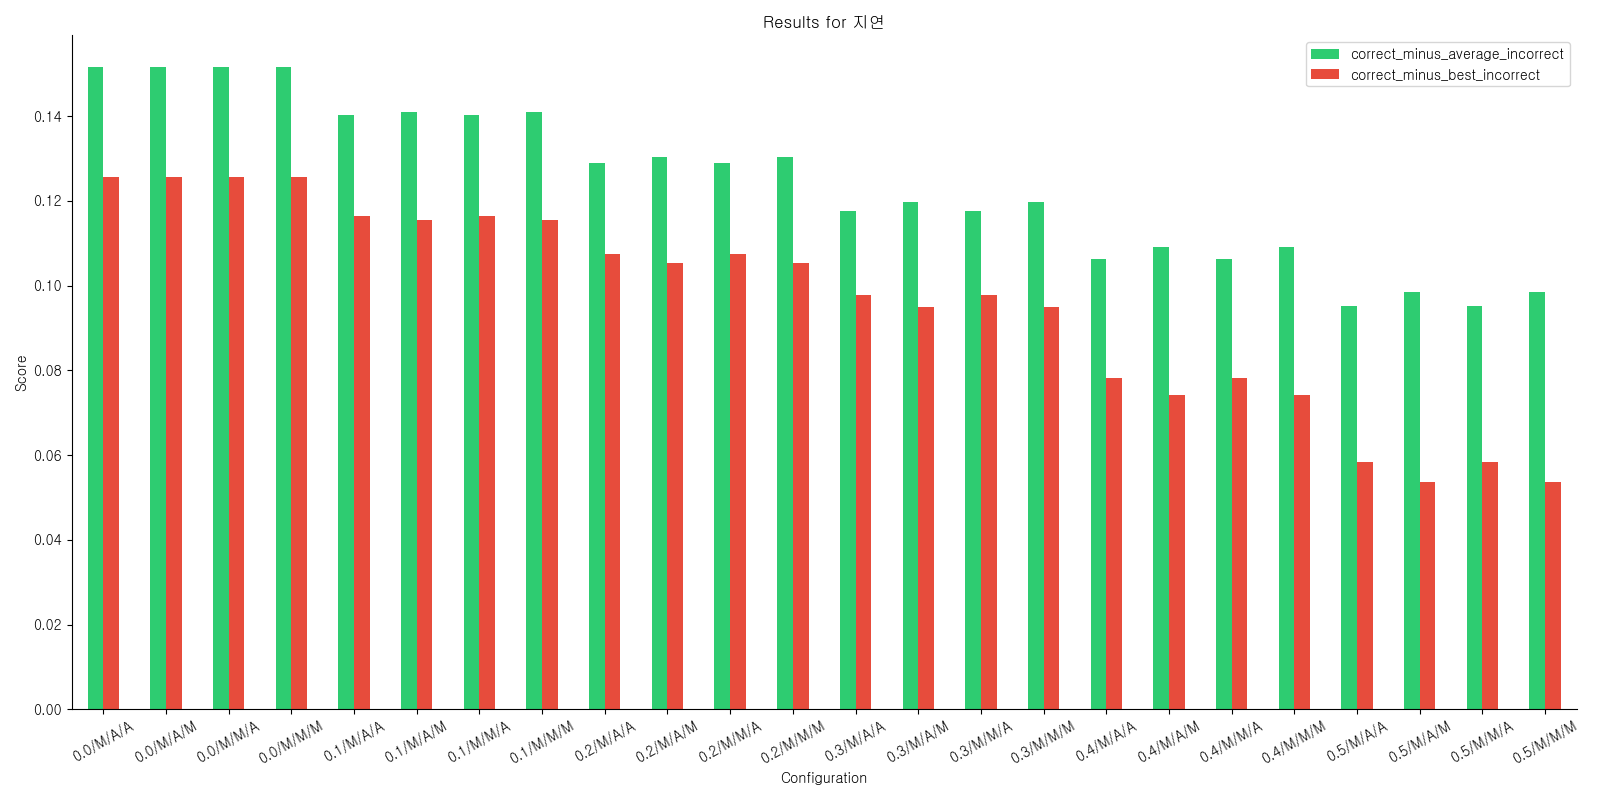 Results for 지연
correct_minus_average_incorrect
correct_minus_best_incorrect
Score
0.14
0.12
0.10
0.08
0.06
0.04
0.02
0.00
0.0/M/A/A
0.0/M/A/M
0.0/M/M/A
0.0/M/M/M
0.1/M/A/A
0.1/M/A/M
0.1/M/M/A
0.1/M/M/M
0.2/M/A/A
0.2/M/A/M
0.2/M/M/A
0.2/M/M/M
0.3/M/A/A
0.3/M/A/M
0.3/M/M/A
0.3/M/M/M
0.4/M/A/A
0.4/M/A/M
0.4/M/M/A
0.4/M/M/M
0.5/M/A/A
0.5/M/A/M
0.5/M/M/A
0.5/M/M/M
Configuration